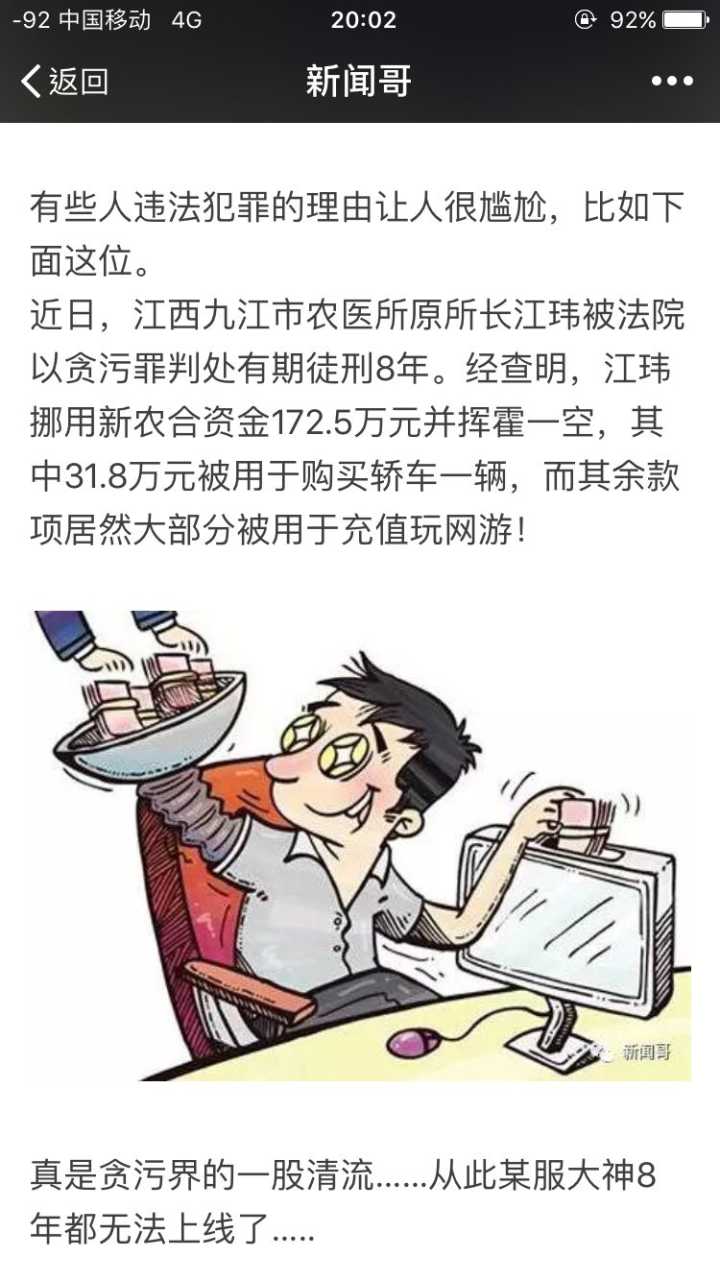 -92 中国移动 4G 20:02 92%
返回 新闻哥
有些人违法犯罪的理由让人很尴尬，比如下
面这位。
近日，江西九江市农医所原所长江玮被法院
以贪污罪判处有期徒刑8年。经查明，江玮
挪用新农合资金172.5万元并挥霍一空，其
中31.8万元被用于购买轿车一辆，而其余款
项居然大部分被用于充值玩网游！
新闻哥
真是贪污界的一股清流......从此某服大神8
年都无法上线了.....